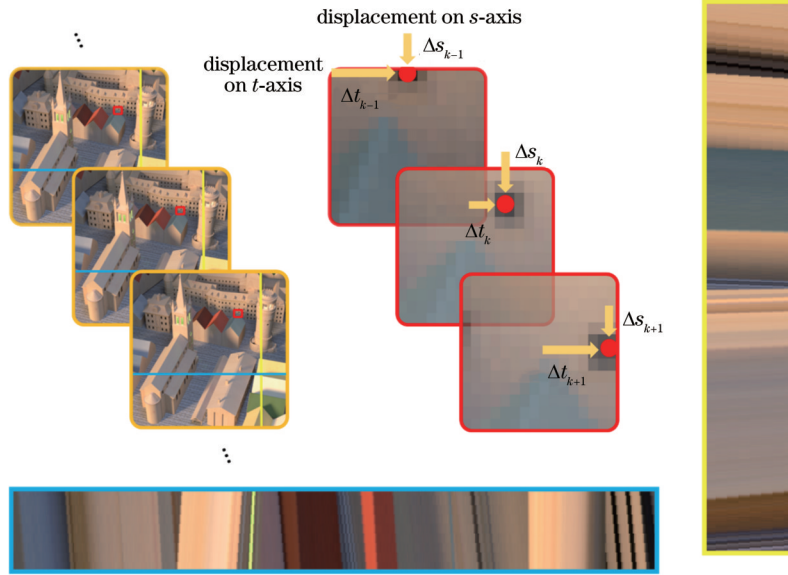 displacement on s-axis
Δs_{k-1}
displacement
on t-axis
Δt_{k-1}
Δs_k
Δt_k
Δs_{k+1}
Δt_{k+1}